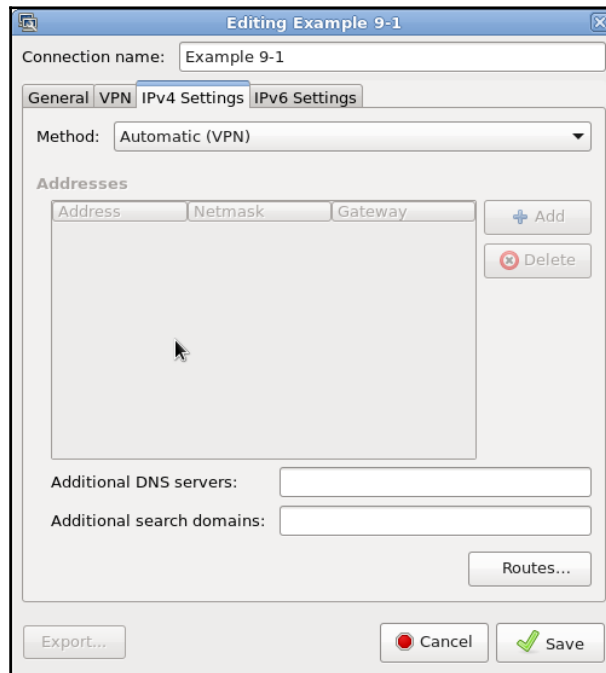 Editing Example 9-1
Connection name: Example 9-1
General VPN IPv4 Settings IPv6 Settings
Method: Automatic (VPN)
Addresses
Address Netmask Gateway
Add
Delete
Additional DNS servers:
Additional search domains:
Routes...
Export... Cancel Save